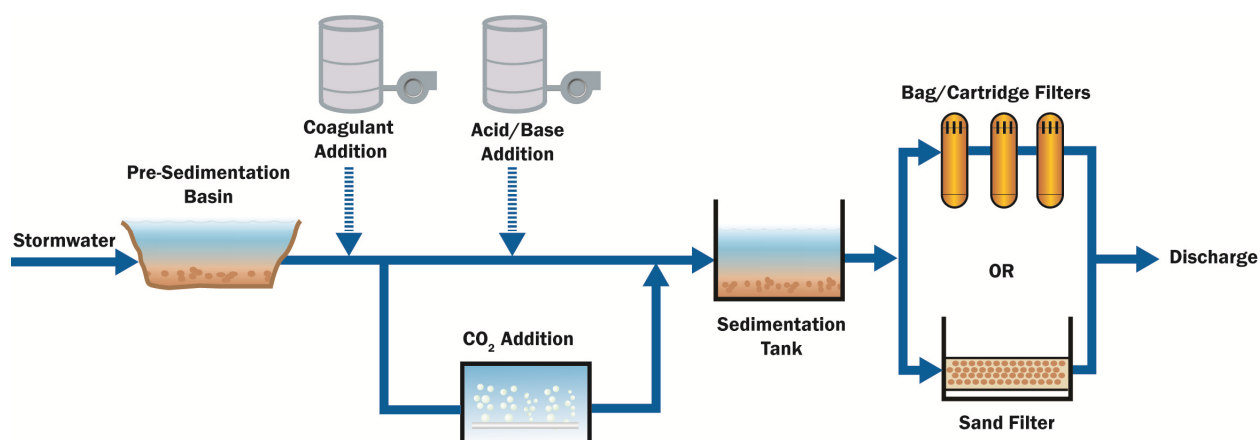 Coagulant
Addition
Acid/Base
Addition
Bag/Cartridge Filters
Pre-Sedimentation
Basin
Stormwater
OR
Discharge
CO₂ Addition
Sedimentation
Tank
Sand Filter